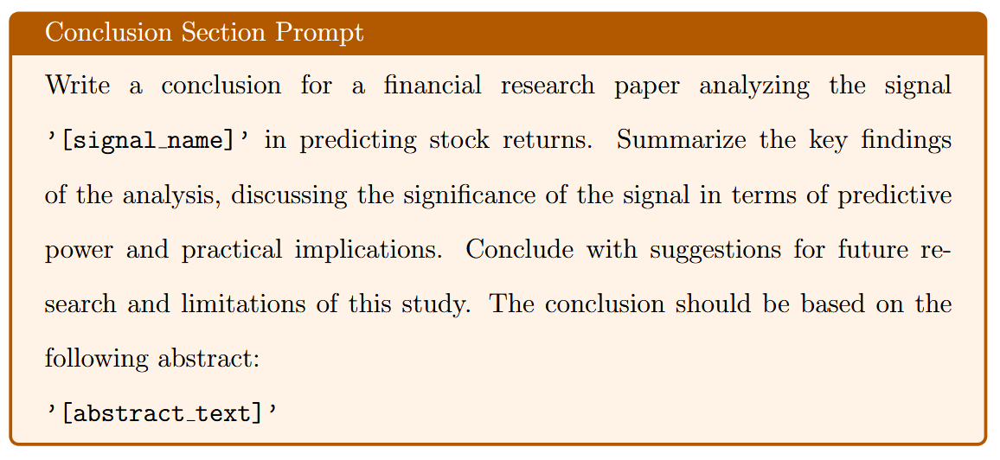 Conclusion Section Prompt
Write a conclusion for a financial research paper analyzing the signal
’[signal_name]’ in predicting stock returns. Summarize the key findings
of the analysis, discussing the significance of the signal in terms of predictive
power and practical implications. Conclude with suggestions for future re-
search and limitations of this study. The conclusion should be based on the
following abstract:
’[abstract_text]’